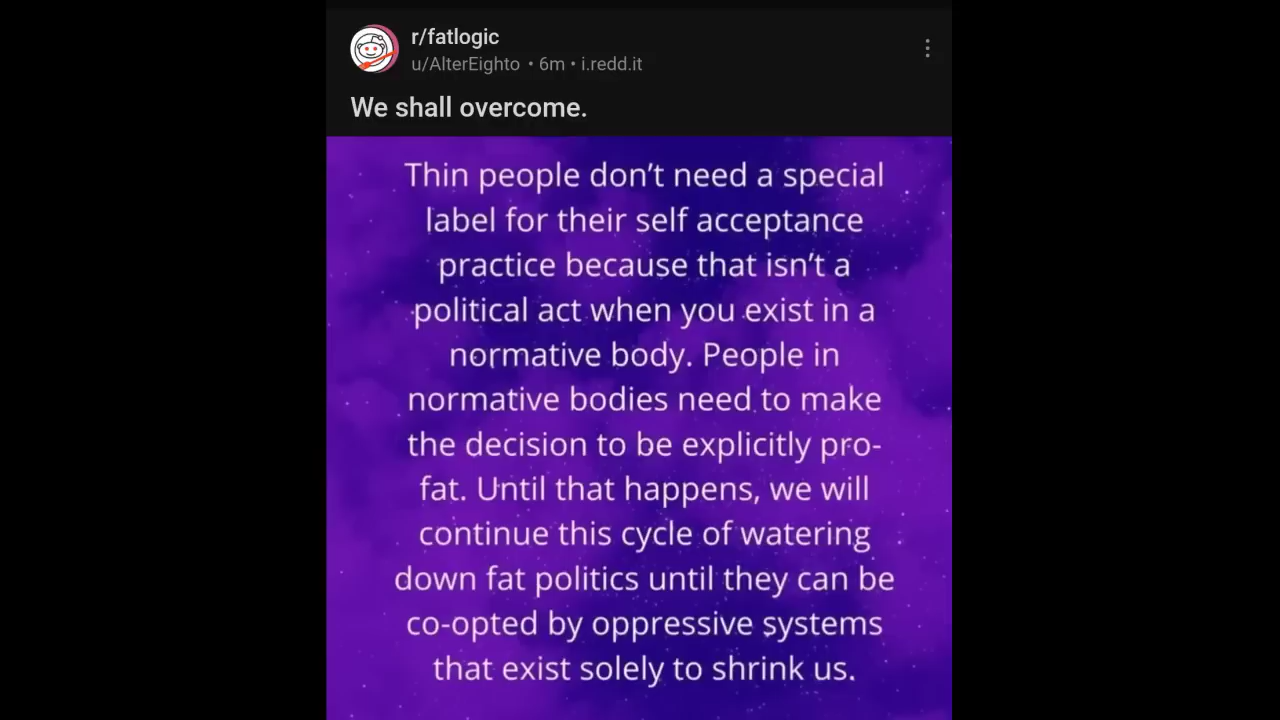 r/fatlogic
u/AlterEighto • 6m • i.redd.it
We shall overcome.
Thin people don't need a special
label for their self acceptance
practice because that isn't a
political act when you exist in a
normative body. People in
normative bodies need to make
the decision to be explicitly pro-
fat. Until that happens, we will
continue this cycle of watering
down fat politics until they can be
co-opted by oppressive systems
that exist solely to shrink us.